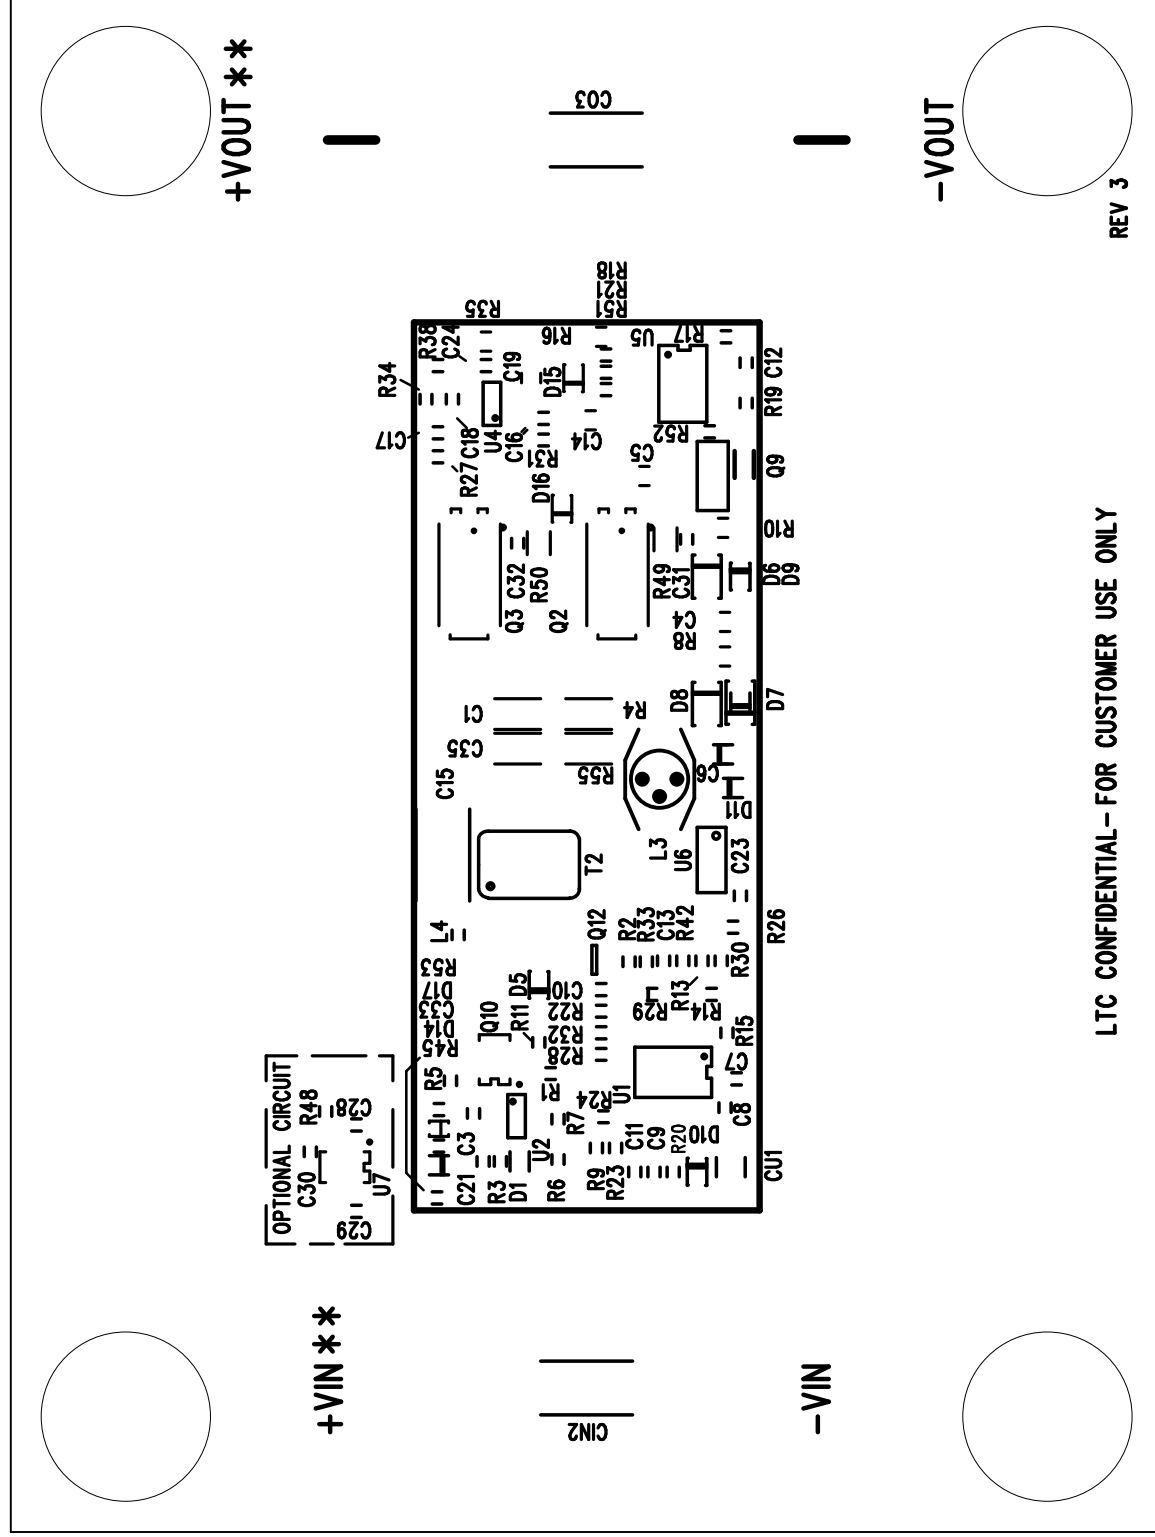 +VOUT **
CO3
-VOUT
REV 3
R18
R21
R51
R35
R38
C24
R16
U5
R17
R34
C19
D15
C12
R19
C17
C18
U4
C16
R31
C14
R52
C5
Q9
R27
D16
R10
C32
R50
Q3
Q2
R49
C31
D6
D9
C4
R8
C1
R4
D8
D7
C35
C15
R55
C6
D11
L3
U6
C23
T2
L4
Q12
R2
R33
C13
R42
R26
R53
D17
C33
D14
R45
Q10
R11
D5
C10
R22
R32
R28
R29
R13
R14
R30
R15
C7
OPTIONAL CIRCUIT
R48
C28
C30
U7
C29
R5
C3
R1
R24
U1
R7
U2
C8
C11
C9
R20
D10
C21
R3
D1
R6
R9
R23
CU1
LTC CONFIDENTIAL-FOR CUSTOMER USE ONLY
+VIN **
CIN2
-VIN